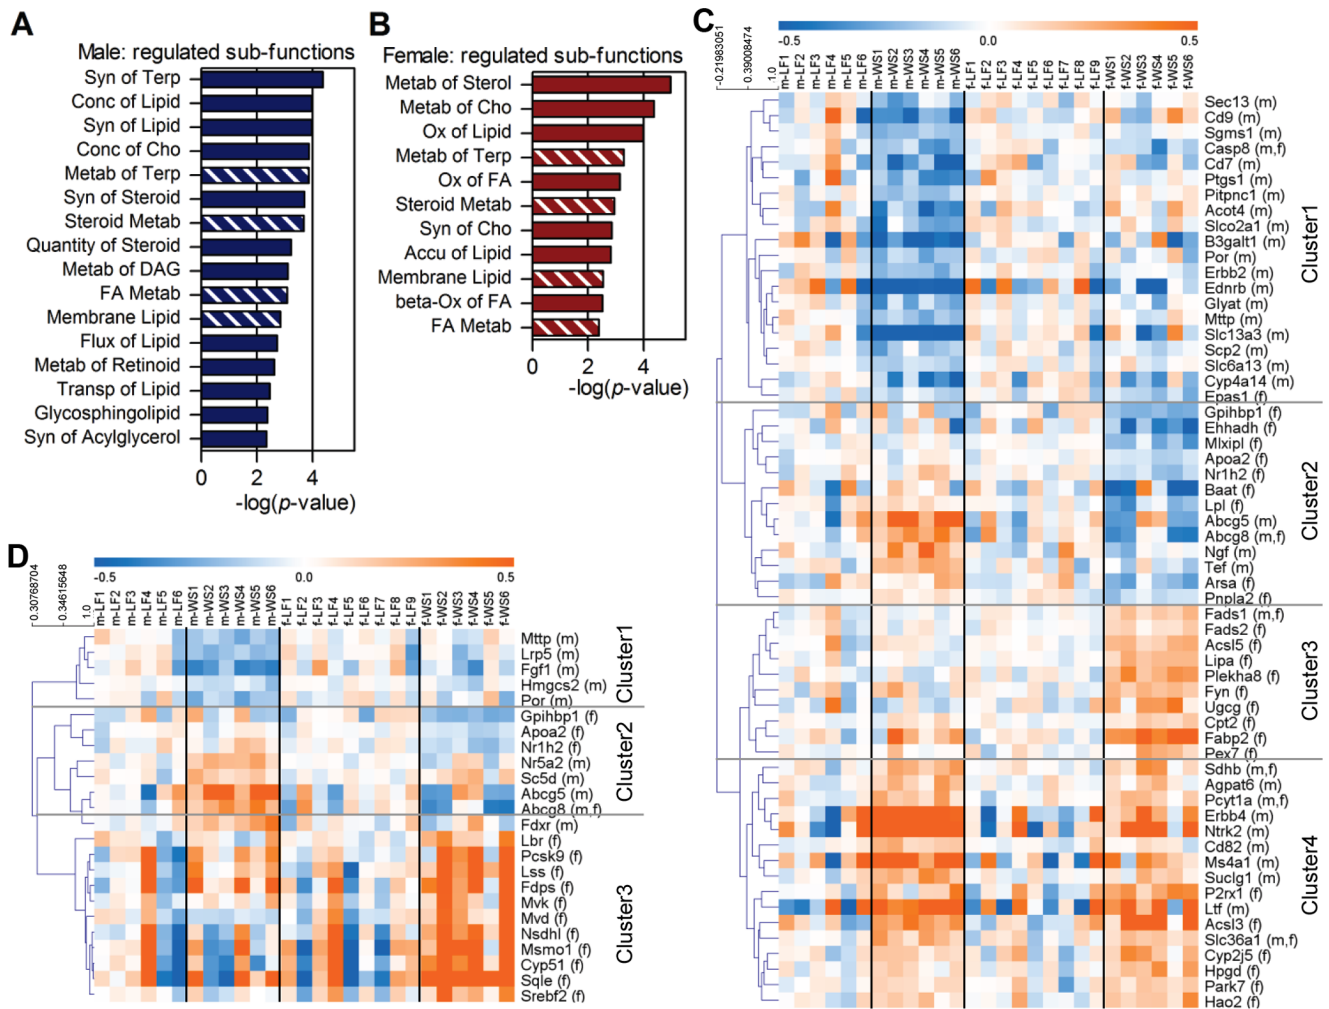 A
Male: regulated sub-functions
Syn of Terp
Conc of Lipid
Syn of Lipid
Conc of Cho
Metab of Terp
Syn of Steroid
Steroid Metab
Quantity of Steroid
Metab of DAG
FA Metab
Membrane Lipid
Flux of Lipid
Metab of Retinoid
Transp of Lipid
Glycosphingolipid
Syn of Acylglycerol
0 2 4
-log(p-value)
B
Female: regulated sub-functions
Metab of Sterol
Metab of Cho
Ox of Lipid
Metab of Terp
Ox of FA
Steroid Metab
Syn of Cho
Accu of Lipid
Membrane Lipid
beta-Ox of FA
FA Metab
0 2 4
-log(p-value)
C
-0.5 0.0 0.5
-0.21983051
0.39008474
1.0
m-LF1
m-LF2
m-LF3
m-LF4
m-LF5
m-LF6
m-WS1
m-WS2
m-WS3
m-WS4
m-WS5
m-WS6
f-LF1
f-LF2
f-LF3
f-LF4
f-LF5
f-LF6
f-LF7
f-LF8
f-LF9
f-WS1
f-WS2
f-WS3
f-WS4
f-WS5
f-WS6
Sec13 (m)
Cd9 (m)
Sgms1 (m)
Casp8 (m,f)
Cd7 (m)
Ptgs1 (m)
Pitpnc1 (m)
Acot4 (m)
Slco2a1 (m)
B3galt1 (m)
Por (m)
Erbb2 (m)
Ednrb (m)
Glyat (m)
Mttp (m)
Slc13a3 (m)
Scp2 (m)
Slc6a13 (m)
Cyp4a14 (m)
Epas1 (f)
Cluster1
Gpihbp1 (f)
Ehhadh (f)
Mlxipl (f)
Apoa2 (f)
Nr1h2 (f)
Baat (f)
Lpl (f)
Abcg5 (m)
Abcg8 (m,f)
Ngf (m)
Tef (m)
Arsa (f)
Pnpla2 (f)
Cluster2
Fads1 (m,f)
Fads2 (f)
Acsl5 (f)
Lipa (f)
Plekha8 (f)
Fyn (f)
Ugcg (f)
Cpt2 (f)
Fabp2 (f)
Pex7 (f)
Cluster3
Sdhb (m,f)
Agpat6 (m)
Pcyt1a (m,f)
Erbb4 (m)
Ntrk2 (m)
Cd82 (m)
Ms4a1 (m)
Suclg1 (m)
P2rx1 (f)
Ltf (m)
Acsl3 (f)
Slc36a1 (m,f)
Cyp2j5 (f)
Hpgd (f)
Park7 (f)
Hao2 (f)
Cluster4
D
-0.5 0.0 0.5
0.30768704
0.34615648
1.0
m-LF1
m-LF2
m-LF3
m-LF4
m-LF5
m-LF6
m-WS1
m-WS2
m-WS3
m-WS4
m-WS5
m-WS6
f-LF1
f-LF2
f-LF3
f-LF4
f-LF5
f-LF6
f-LF7
f-LF8
f-LF9
f-WS1
f-WS2
f-WS3
f-WS4
f-WS5
f-WS6
Mttp (m)
Lrp5 (m)
Fgf1 (m)
Hmgcs2 (m)
Por (m)
Cluster1
Gpihbp1 (f)
Apoa2 (f)
Nr1h2 (f)
Nr5a2 (m)
Sc5d (m)
Abcg5 (m)
Abcg8 (m,f)
Cluster2
Fdxr (m)
Lbr (f)
Pcsk9 (f)
Lss (f)
Fdps (f)
Mvk (f)
Mvd (f)
Nsdhl (f)
Msmo1 (f)
Cyp51 (f)
Sqle (f)
Srebf2 (f)
Cluster3